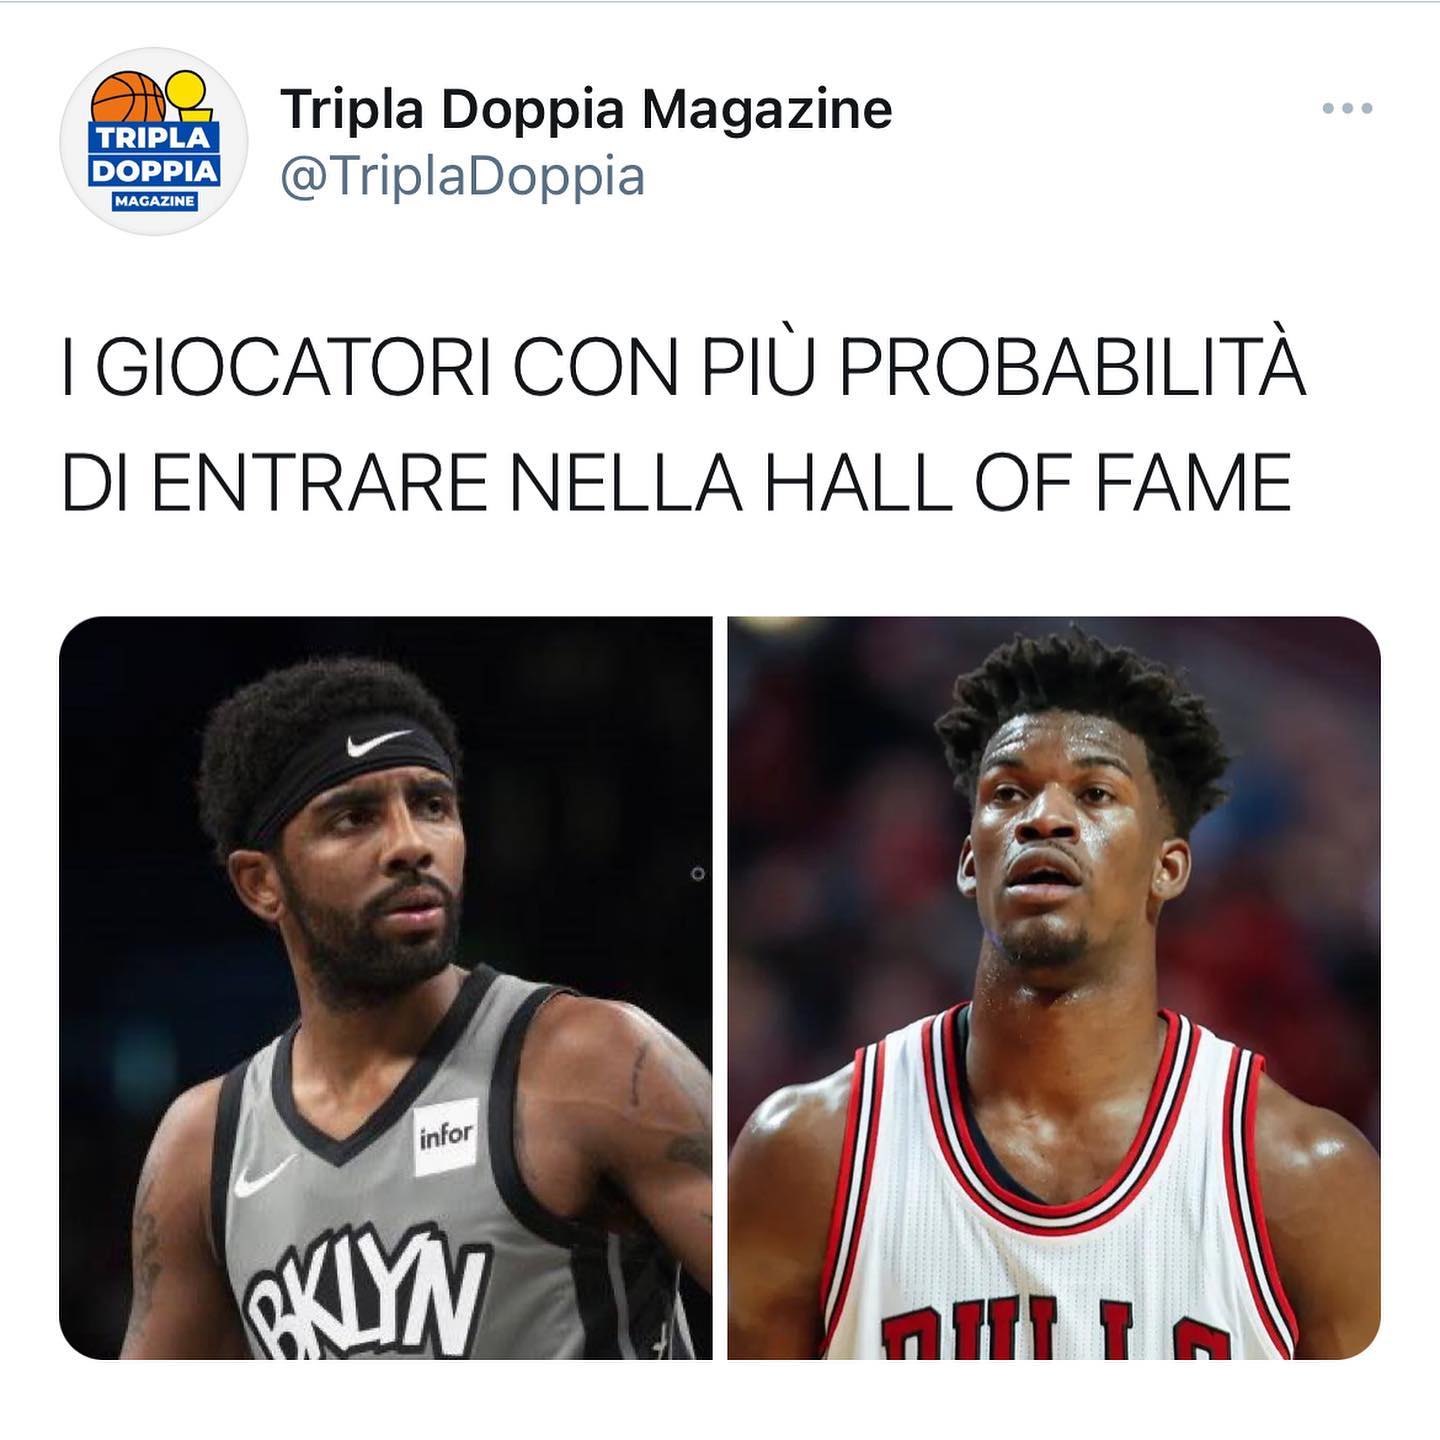 TRIPLA
DOPPIA
MAGAZINE
Tripla Doppia Magazine
@TriplaDoppia
I GIOCATORI CON PIÙ PROBABILITÀ
DI ENTRARE NELLA HALL OF FAME
infor
BKLYN
BULLS